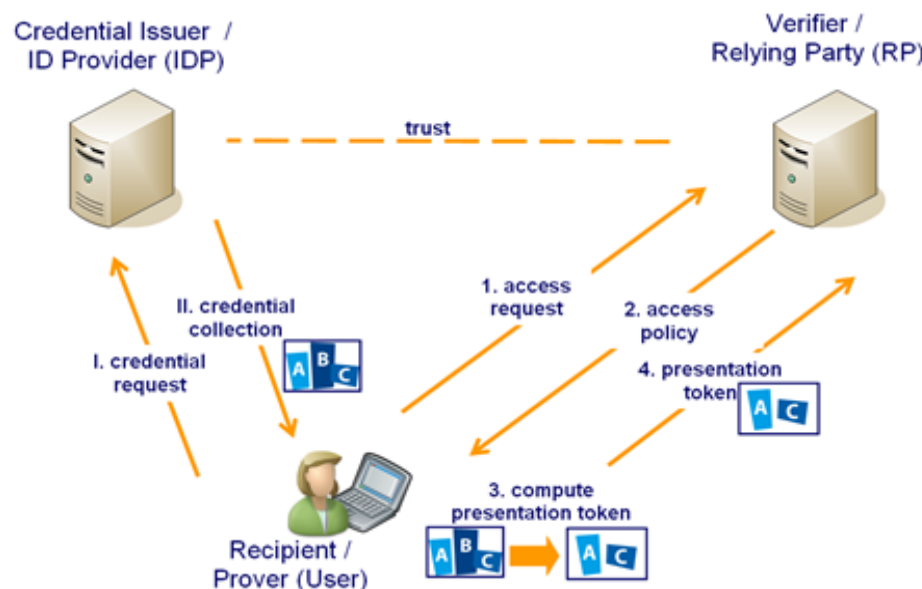 Credential Issuer /
ID Provider (IDP)
Verifier /
Relying Party (RP)
trust
1. access
request
II. credential
collection
A B C
2. access
policy
I. credential
request
4. presentation
token
A C
3. compute
presentation token
A B C
A C
Recipient /
Prover (User)